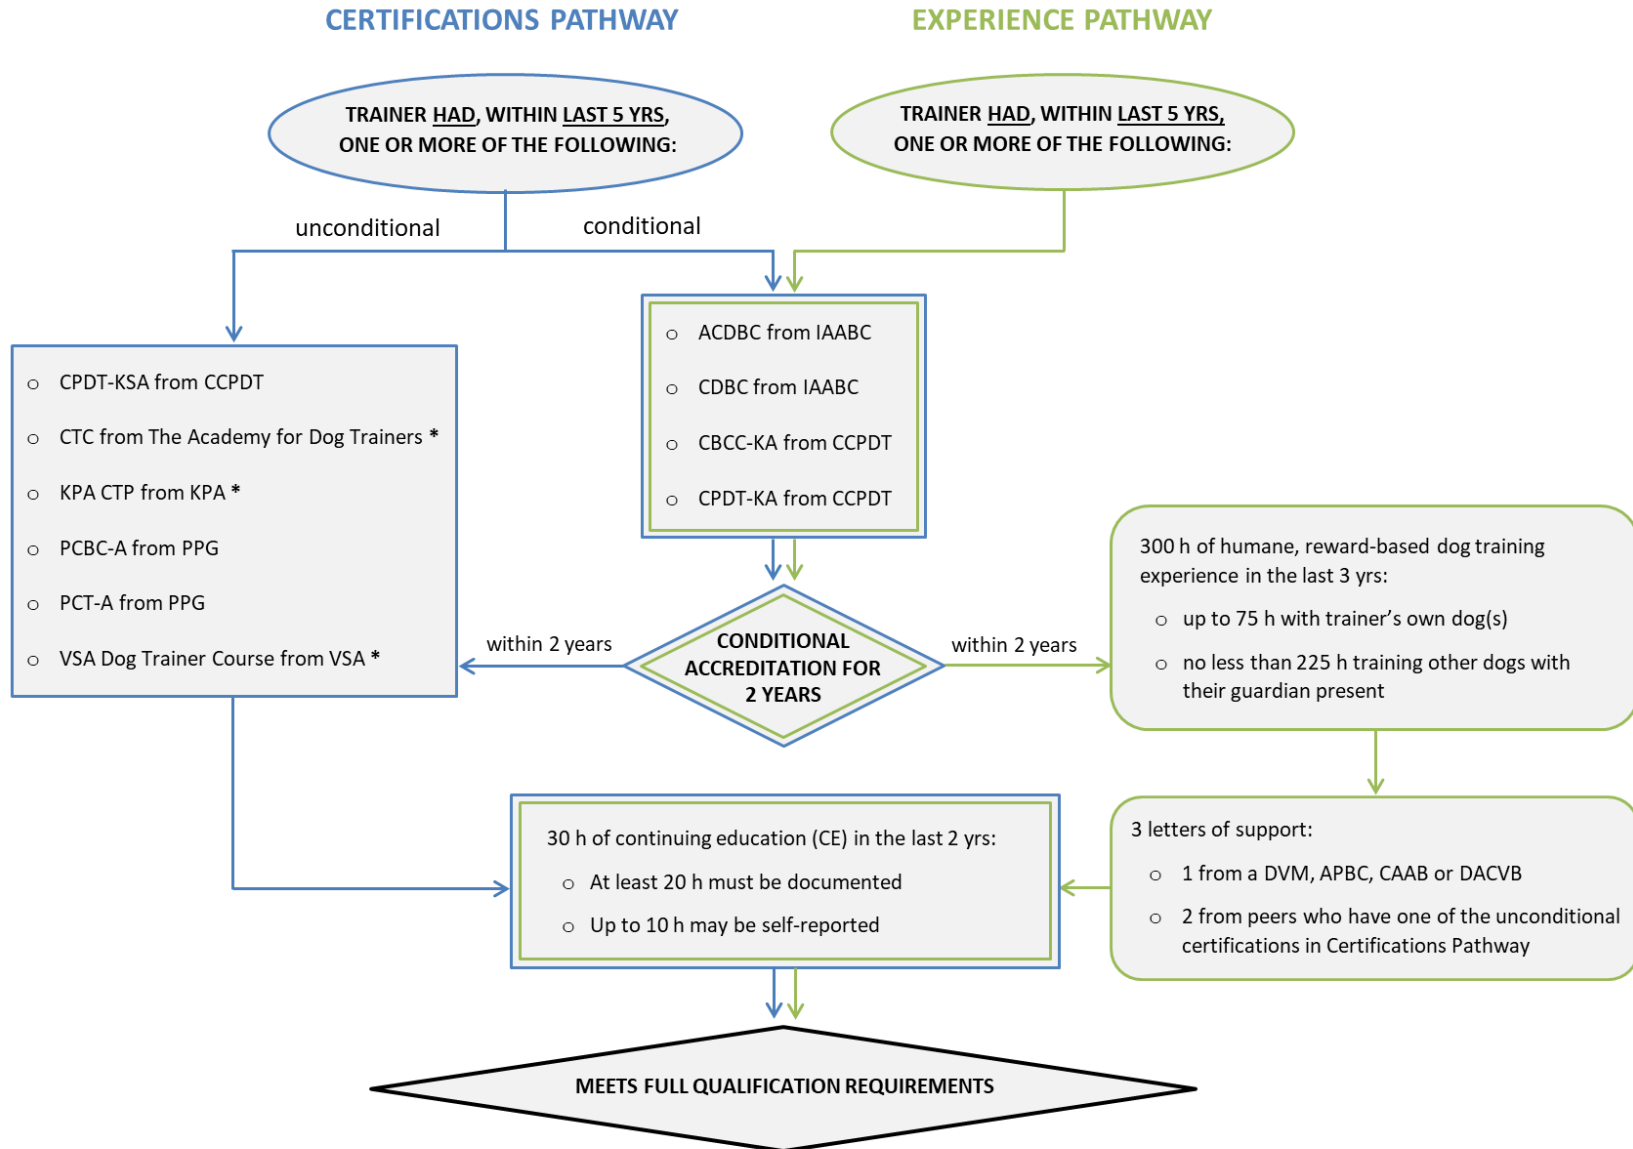 CERTIFICATIONS PATHWAY
EXPERIENCE PATHWAY
TRAINER HAD, WITHIN LAST 5 YRS,
ONE OR MORE OF THE FOLLOWING:
TRAINER HAD, WITHIN LAST 5 YRS,
ONE OR MORE OF THE FOLLOWING:
unconditional
conditional
o CPDT-KSA from CCPDT
o CTC from The Academy for Dog Trainers *
o KPA CTP from KPA *
o PCBC-A from PPG
o PCT-A from PPG
o VSA Dog Trainer Course from VSA *
o ACDBC from IAABC
o CDBC from IAABC
o CBCC-KA from CCPDT
o CPDT-KA from CCPDT
within 2 years
CONDITIONAL
ACCREDITATION FOR
2 YEARS
within 2 years
300 h of humane, reward-based dog training
experience in the last 3 yrs:
o up to 75 h with trainer's own dog(s)
o no less than 225 h training other dogs with
their guardian present
3 letters of support:
o 1 from a DVM, APBC, CAAB or DACVB
o 2 from peers who have one of the unconditional
certifications in Certifications Pathway
30 h of continuing education (CE) in the last 2 yrs:
o At least 20 h must be documented
o Up to 10 h may be self-reported
MEETS FULL QUALIFICATION REQUIREMENTS